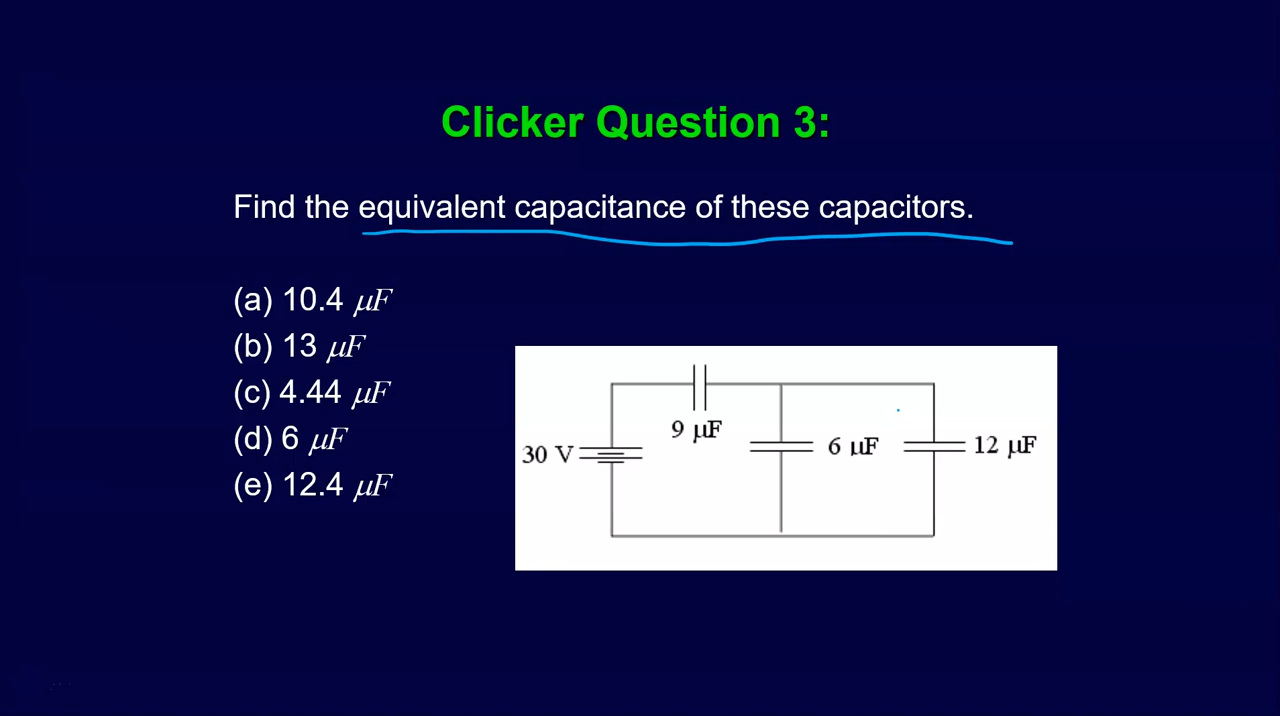 Clicker Question 3:
Find the equivalent capacitance of these capacitors.
(a) 10.4 μF
(b) 13 μF
(c) 4.44 μF
(d) 6 μF
(e) 12.4 μF
9 μF
30 V
6 μF
12 μF